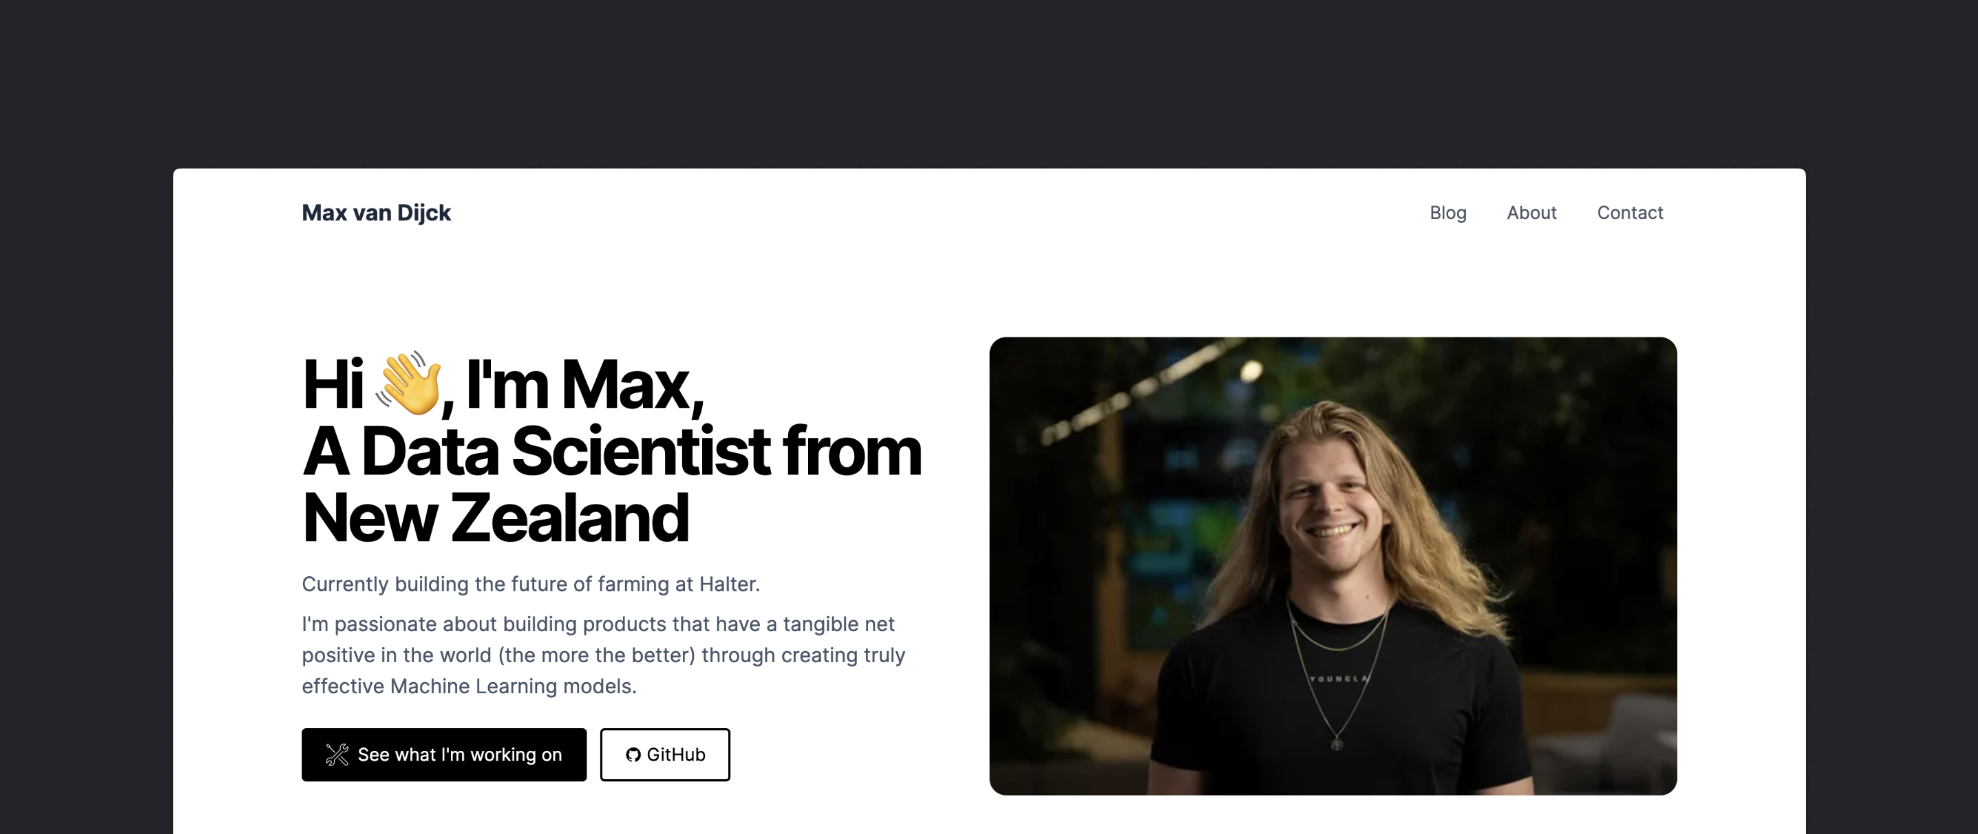 Max van Dijck
Blog
About
Contact
Hi 👋, I'm Max,
A Data Scientist from
New Zealand
Currently building the future of farming at Halter.
I'm passionate about building products that have a tangible net
positive in the world (the more the better) through creating truly
effective Machine Learning models.
See what I'm working on
GitHub
YOUNGLA